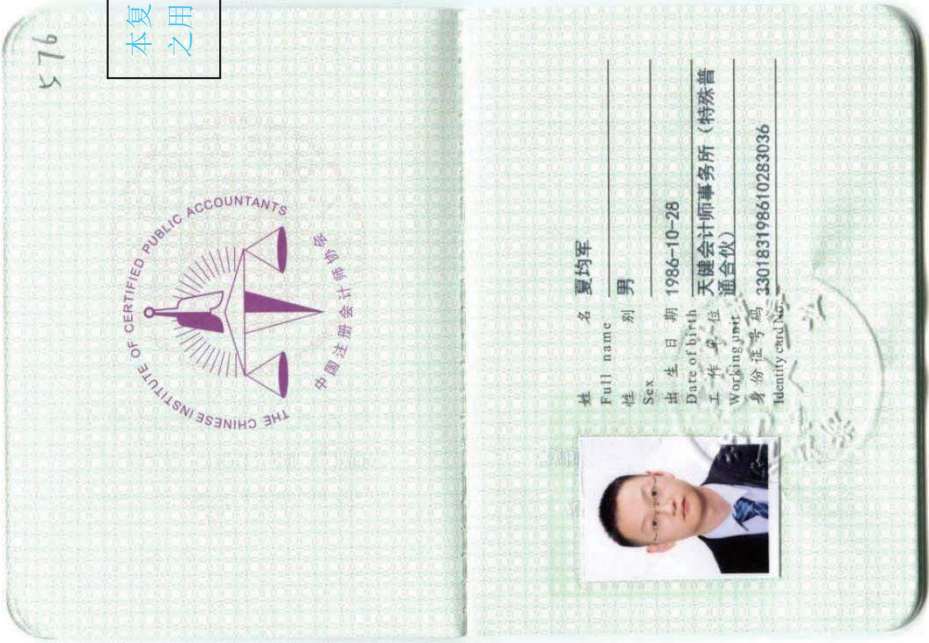 576
本复
之用
THE CHINESE INSTITUTE OF CERTIFIED PUBLIC ACCOUNTANTS
中国注册会计师协会
姓 名 夏均军
Full name
性 别 男
Sex
出 生 日 期 1986-10-28
Date of birth
工 作 单 位 天健会计师事务所（特殊普
通合伙）
Working unit
身 份 证 号 码 330183198610283036
Identity card No.